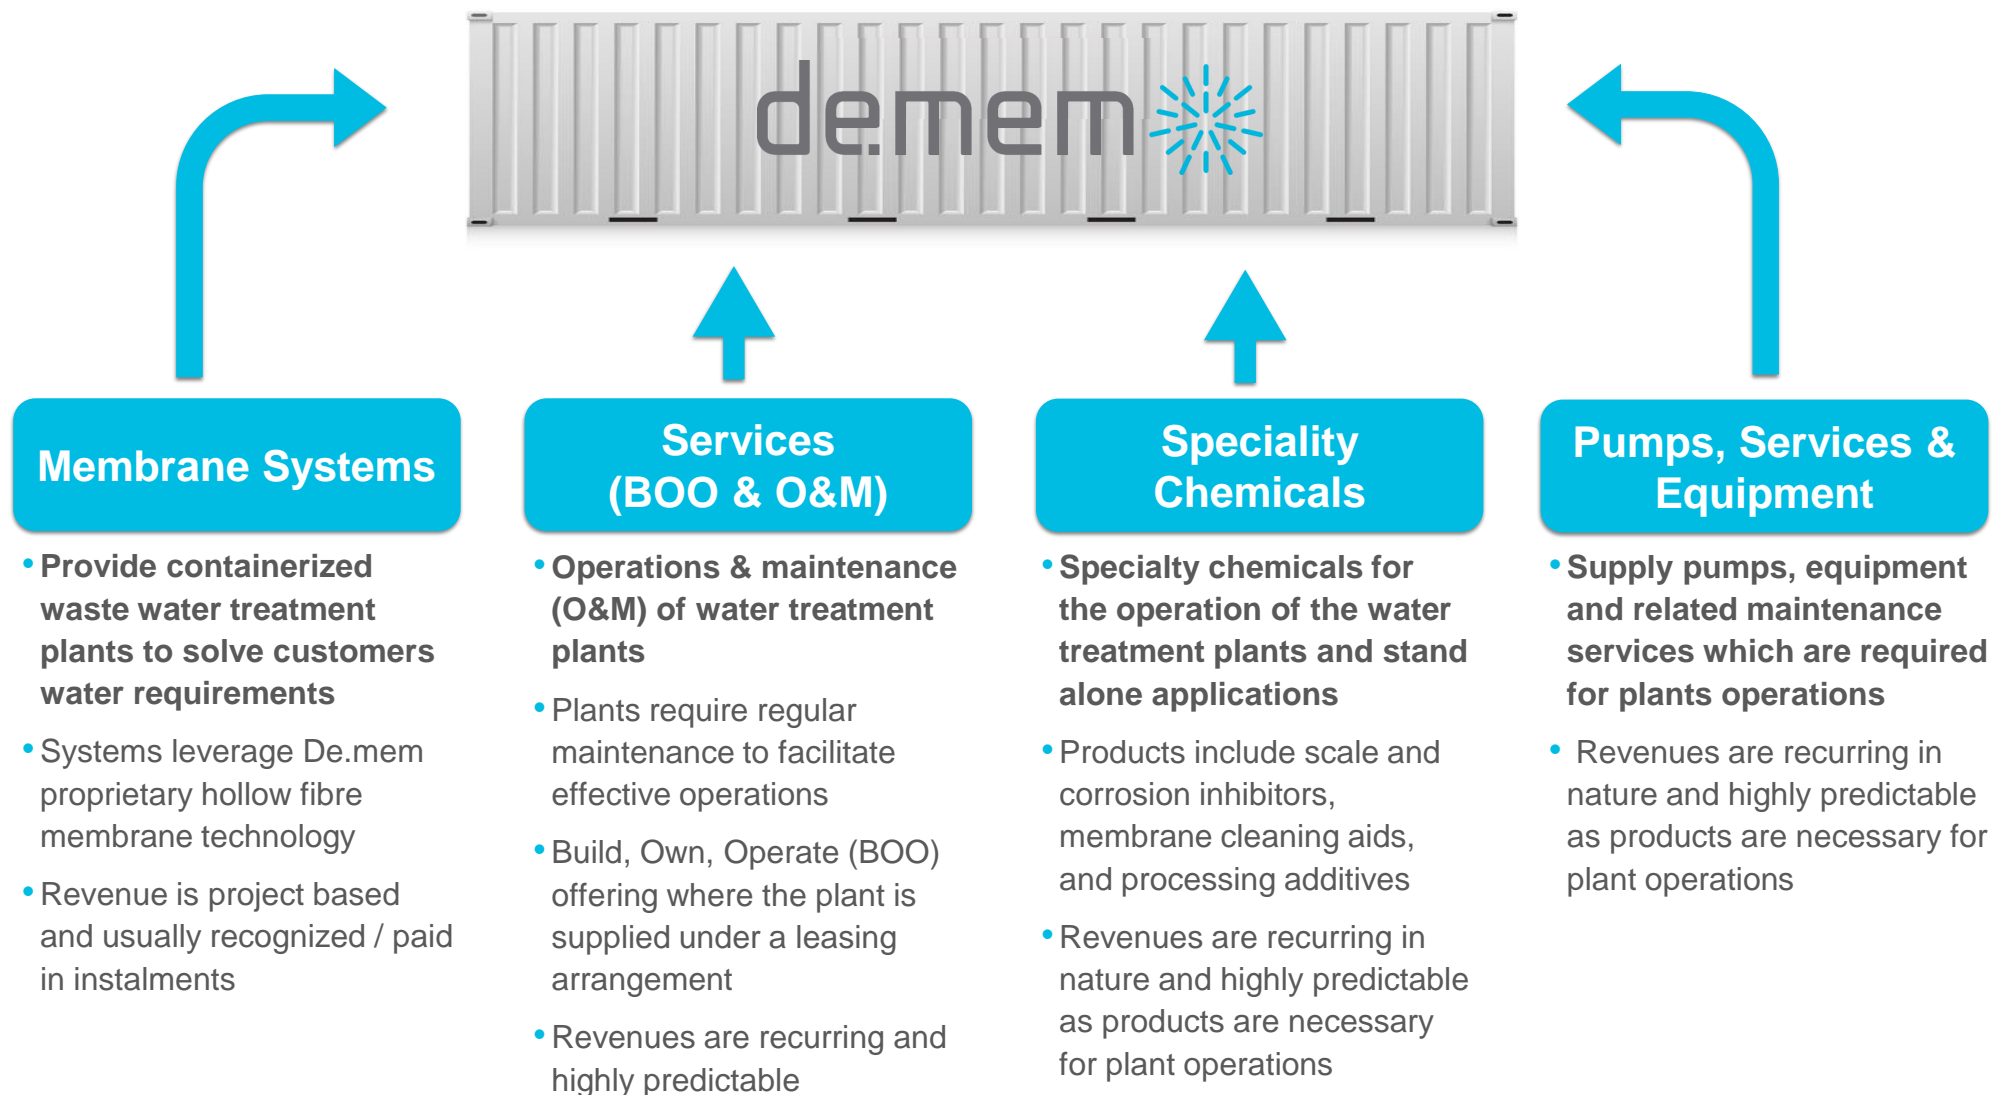 de.mem
Membrane Systems
• Provide containerized
waste water treatment
plants to solve customers
water requirements
• Systems leverage De.mem
proprietary hollow fibre
membrane technology
• Revenue is project based
and usually recognized / paid
in instalments
Services
(BOO & O&M)
• Operations & maintenance
(O&M) of water treatment
plants
• Plants require regular
maintenance to facilitate
effective operations
• Build, Own, Operate (BOO)
offering where the plant is
supplied under a leasing
arrangement
• Revenues are recurring and
highly predictable
Speciality
Chemicals
• Specialty chemicals for
the operation of the water
treatment plants and stand
alone applications
• Products include scale and
corrosion inhibitors,
membrane cleaning aids,
and processing additives
• Revenues are recurring in
nature and highly predictable
as products are necessary
for plant operations
Pumps, Services &
Equipment
• Supply pumps, equipment
and related maintenance
services which are required
for plants operations
• Revenues are recurring in
nature and highly predictable
as products are necessary for
plant operations